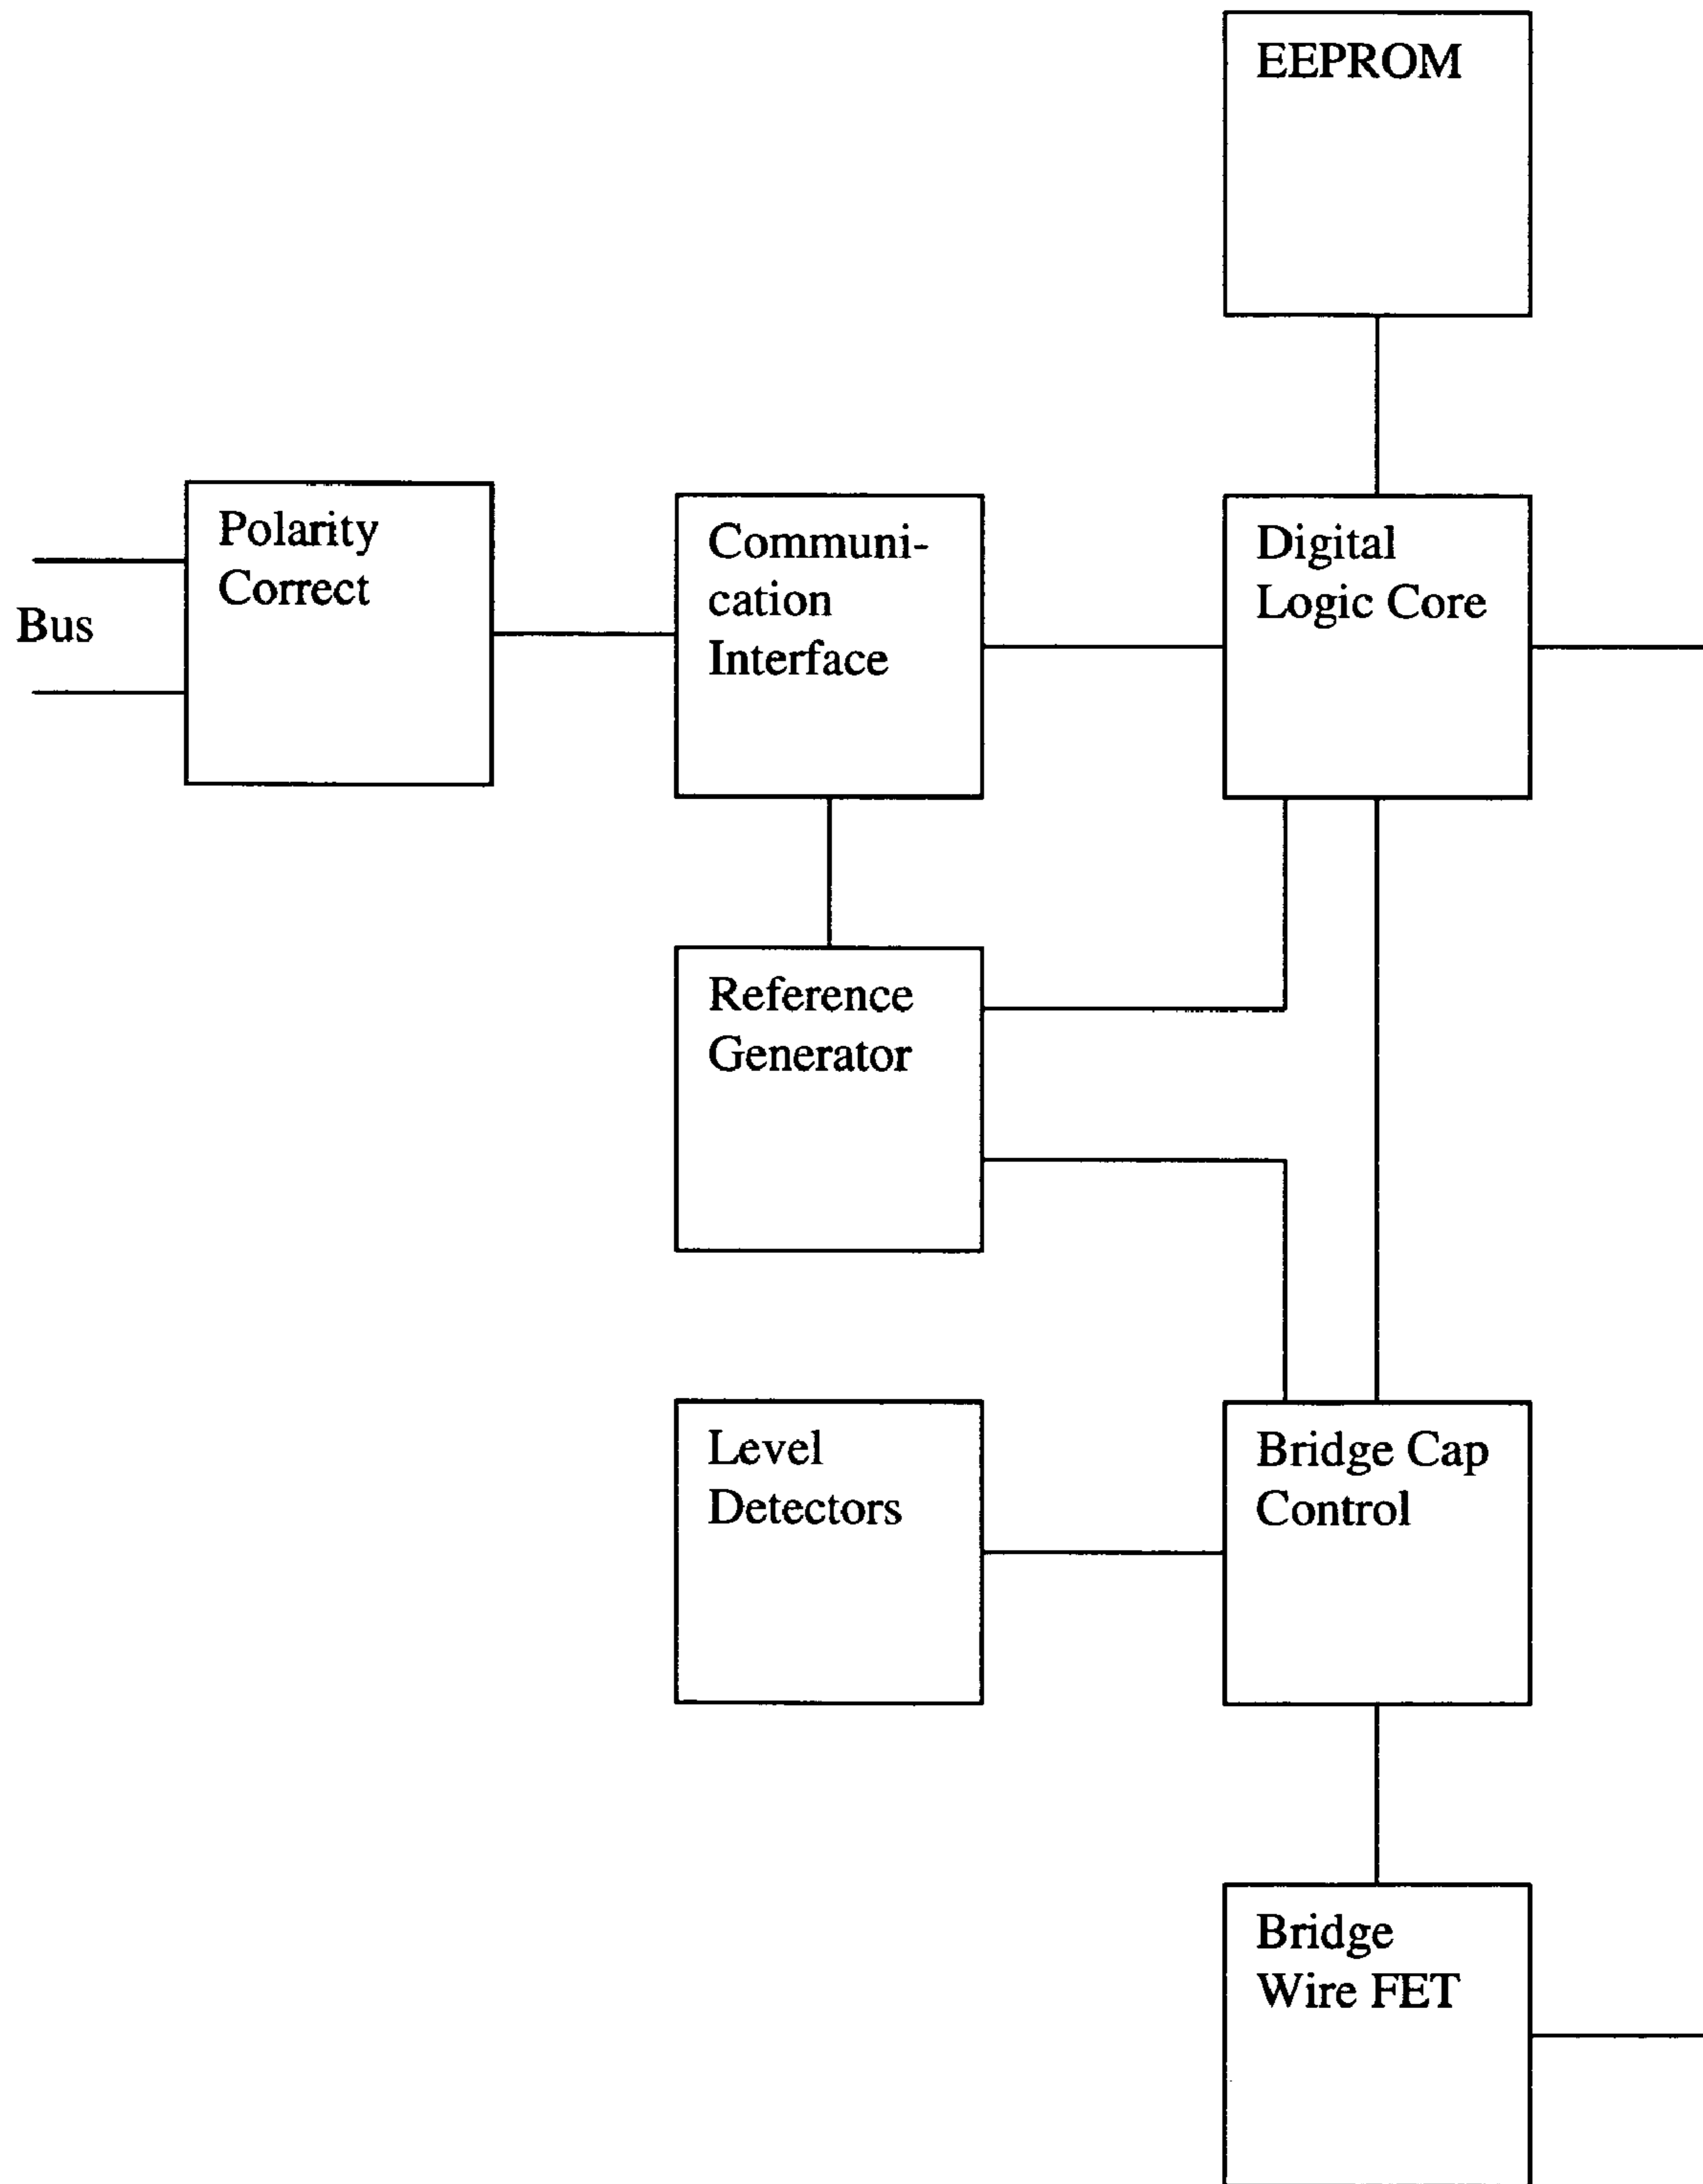 EEPROM
Polarity
Correct
Bus
Communi-
cation
Interface
Digital
Logic Core
Reference
Generator
Level
Detectors
Bridge Cap
Control
Bridge
Wire FET